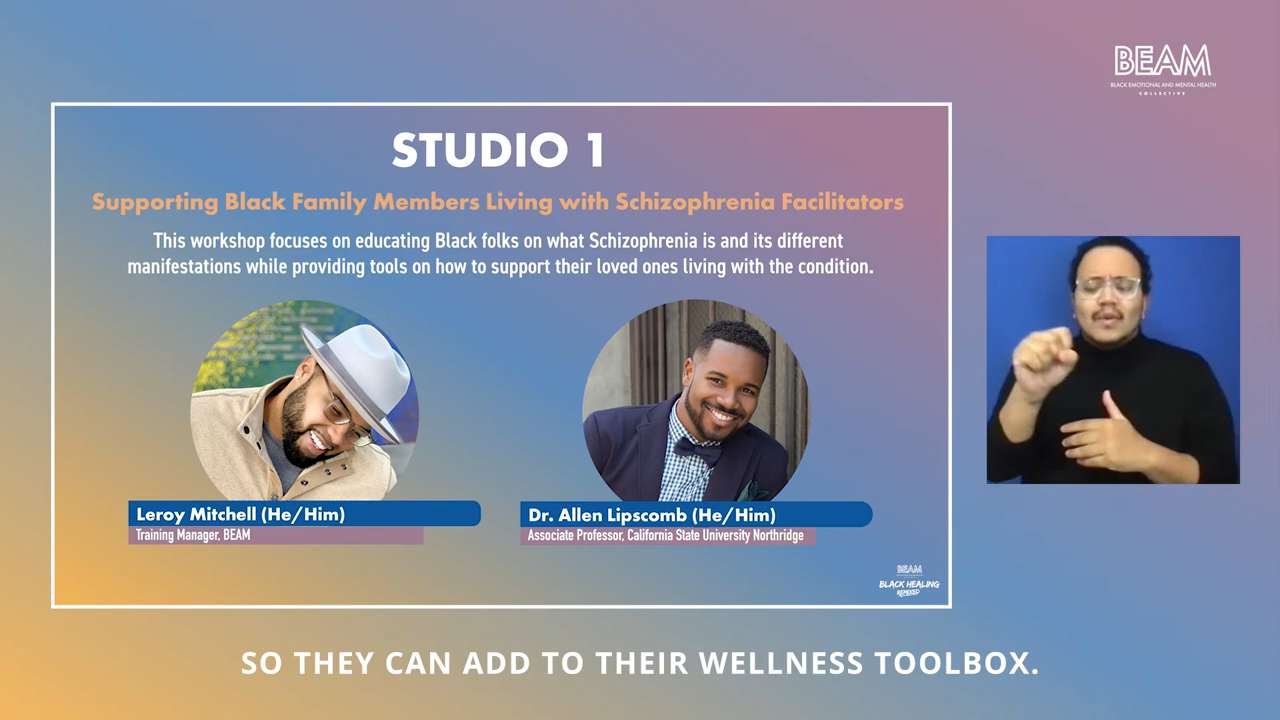 BEAM
BLACK EMOTIONAL AND MENTAL HEALTH
COLLECTIVE
STUDIO 1
Supporting Black Family Members Living with Schizophrenia Facilitators
This workshop focuses on educating Black folks on what Schizophrenia is and its different
manifestations while providing tools on how to support their loved ones living with the condition.
Leroy Mitchell (He/Him)
Training Manager, BEAM
Dr. Allen Lipscomb (He/Him)
Associate Professor, California State University Northridge
BEAM
BLACK HEALING
REMIXED
SO THEY CAN ADD TO THEIR WELLNESS TOOLBOX.